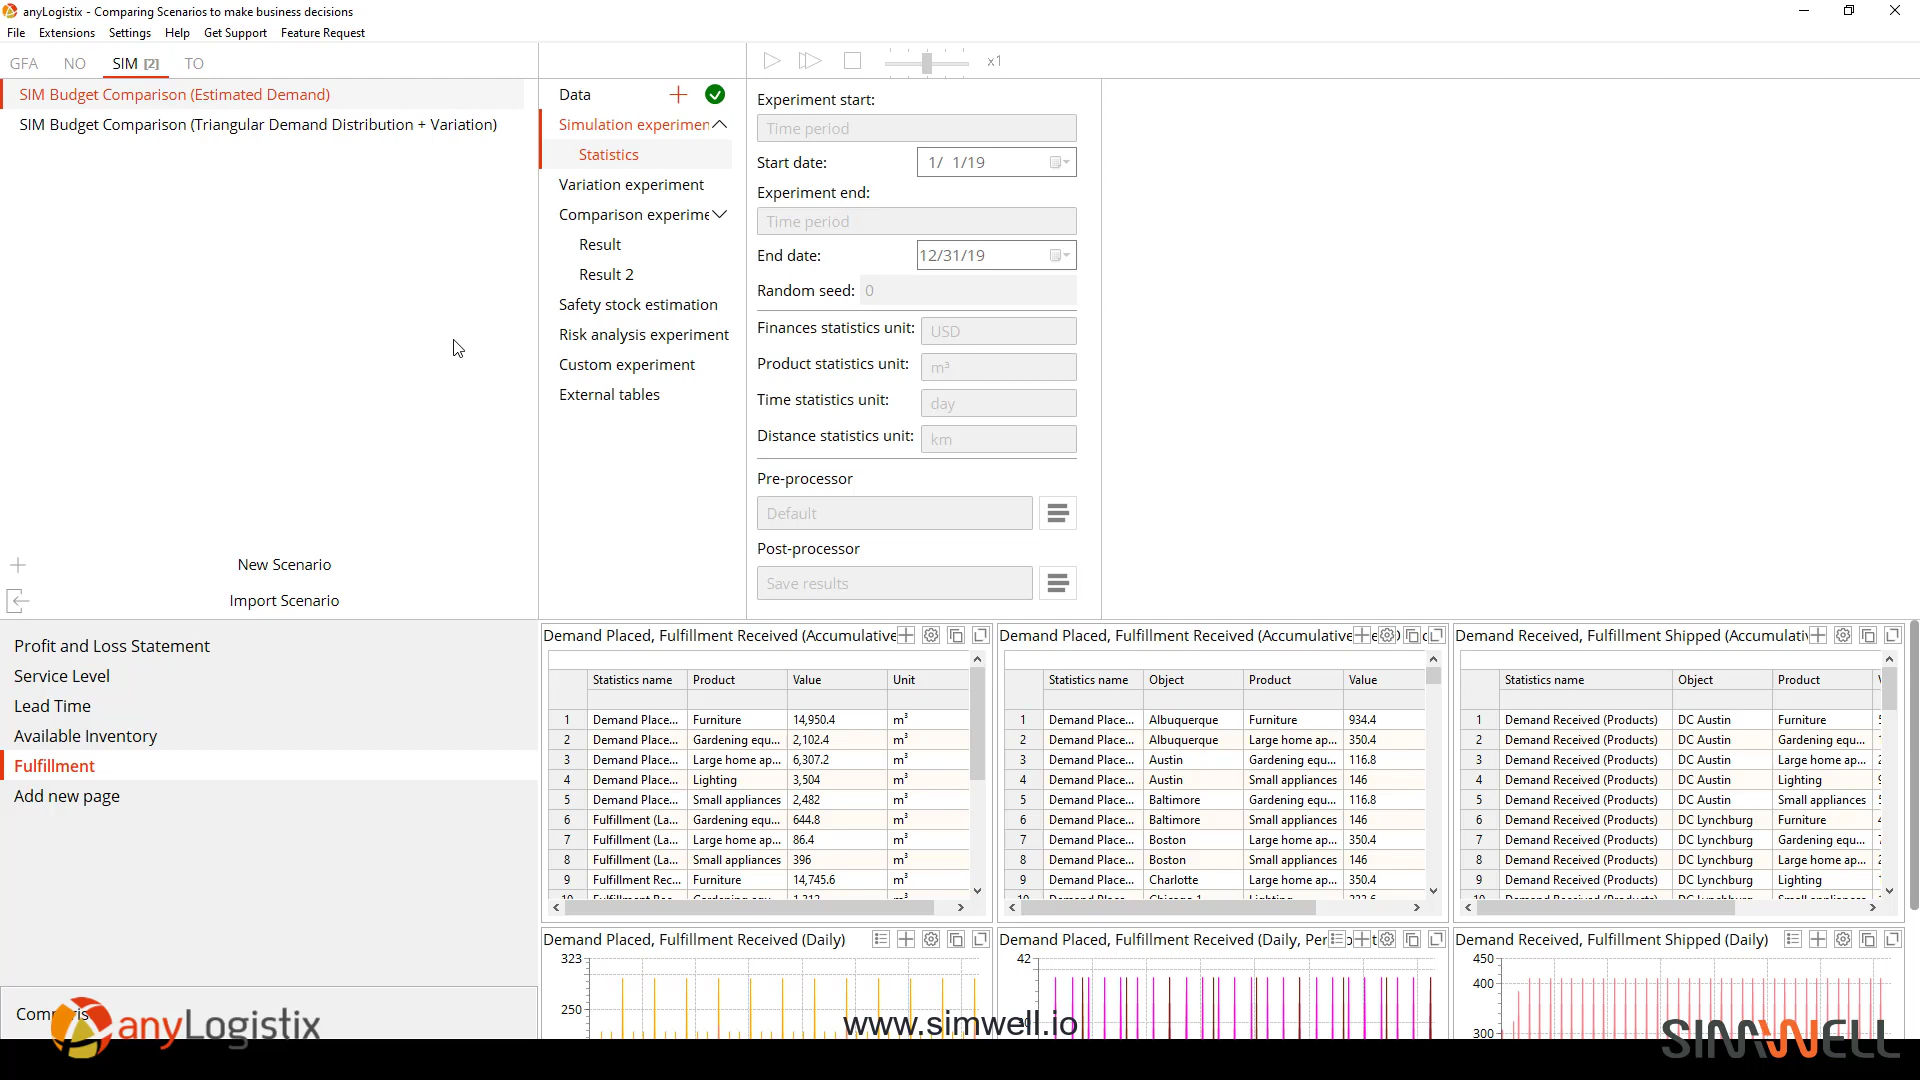 anyLogistix - Comparing Scenarios to make business decisions
File Extensions Settings Help Get Support Feature Request
GFA NO SIM [2] TO
x1
SIM Budget Comparison (Estimated Demand)
SIM Budget Comparison (Triangular Demand Distribution + Variation)
New Scenario
Import Scenario
Data
Simulation experimen
Statistics
Variation experiment
Comparison experime
Result
Result 2
Safety stock estimation
Risk analysis experiment
Custom experiment
External tables
Experiment start:
Time period
Start date: 1/ 1/19
Experiment end:
Time period
End date: 12/31/19
Random seed: 0
Finances statistics unit: USD
Product statistics unit: m³
Time statistics unit: day
Distance statistics unit: km
Pre-processor
Default
Post-processor
Save results
Profit and Loss Statement
Service Level
Lead Time
Available Inventory
Fulfillment
Add new page
Demand Placed, Fulfillment Received (Accumulative
Statistics name Product Value Unit
1 Demand Place... Furniture 14,950.4 m³
2 Demand Place... Gardening equ... 2,102.4 m³
3 Demand Place... Large home ap... 6,307.2 m³
4 Demand Place... Lighting 3,504 m³
5 Demand Place... Small appliances 2,482 m³
6 Fulfillment (La... Gardening equ... 644.8 m³
7 Fulfillment (La... Large home ap... 86.4 m³
8 Fulfillment (La... Small appliances 396 m³
9 Fulfillment Rec... Furniture 14,745.6 m³
Demand Placed, Fulfillment Received (Accumulative
Statistics name Object Product Value
1 Demand Place... Albuquerque Furniture 934.4
2 Demand Place... Albuquerque Large home ap... 350.4
3 Demand Place... Austin Gardening equ... 116.8
4 Demand Place... Austin Small appliances 146
5 Demand Place... Baltimore Gardening equ... 116.8
6 Demand Place... Baltimore Small appliances 146
7 Demand Place... Boston Large home ap... 350.4
8 Demand Place... Boston Small appliances 146
9 Demand Place... Charlotte Large home ap... 350.4
Demand Received, Fulfillment Shipped (Accumulativ
Statistics name Object Product
1 Demand Received (Products) DC Austin Furniture
2 Demand Received (Products) DC Austin Gardening equ...
3 Demand Received (Products) DC Austin Large home ap...
4 Demand Received (Products) DC Austin Lighting
5 Demand Received (Products) DC Austin Small appliances
6 Demand Received (Products) DC Lynchburg Furniture
7 Demand Received (Products) DC Lynchburg Gardening equ...
8 Demand Received (Products) DC Lynchburg Large home ap...
9 Demand Received (Products) DC Lynchburg Lighting
Demand Placed, Fulfillment Received (Daily)
323
250
Demand Placed, Fulfillment Received (Daily, Per
42
Demand Received, Fulfillment Shipped (Daily)
450
400
300
anyLogistix
www.simwell.io
SIMWELL